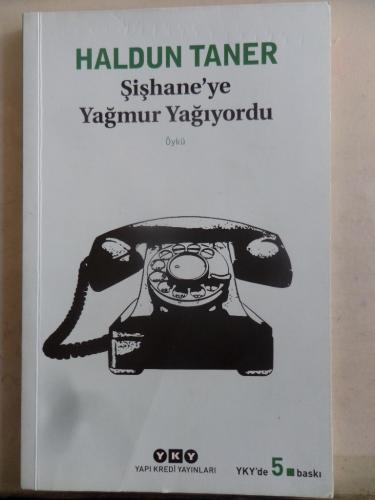 HALDUN TANER
Şişhane'ye
Yağmur Yağıyordu
Öykü
YKY
YAPI KREDİ YAYINLARI
YKY'de 5. baskı